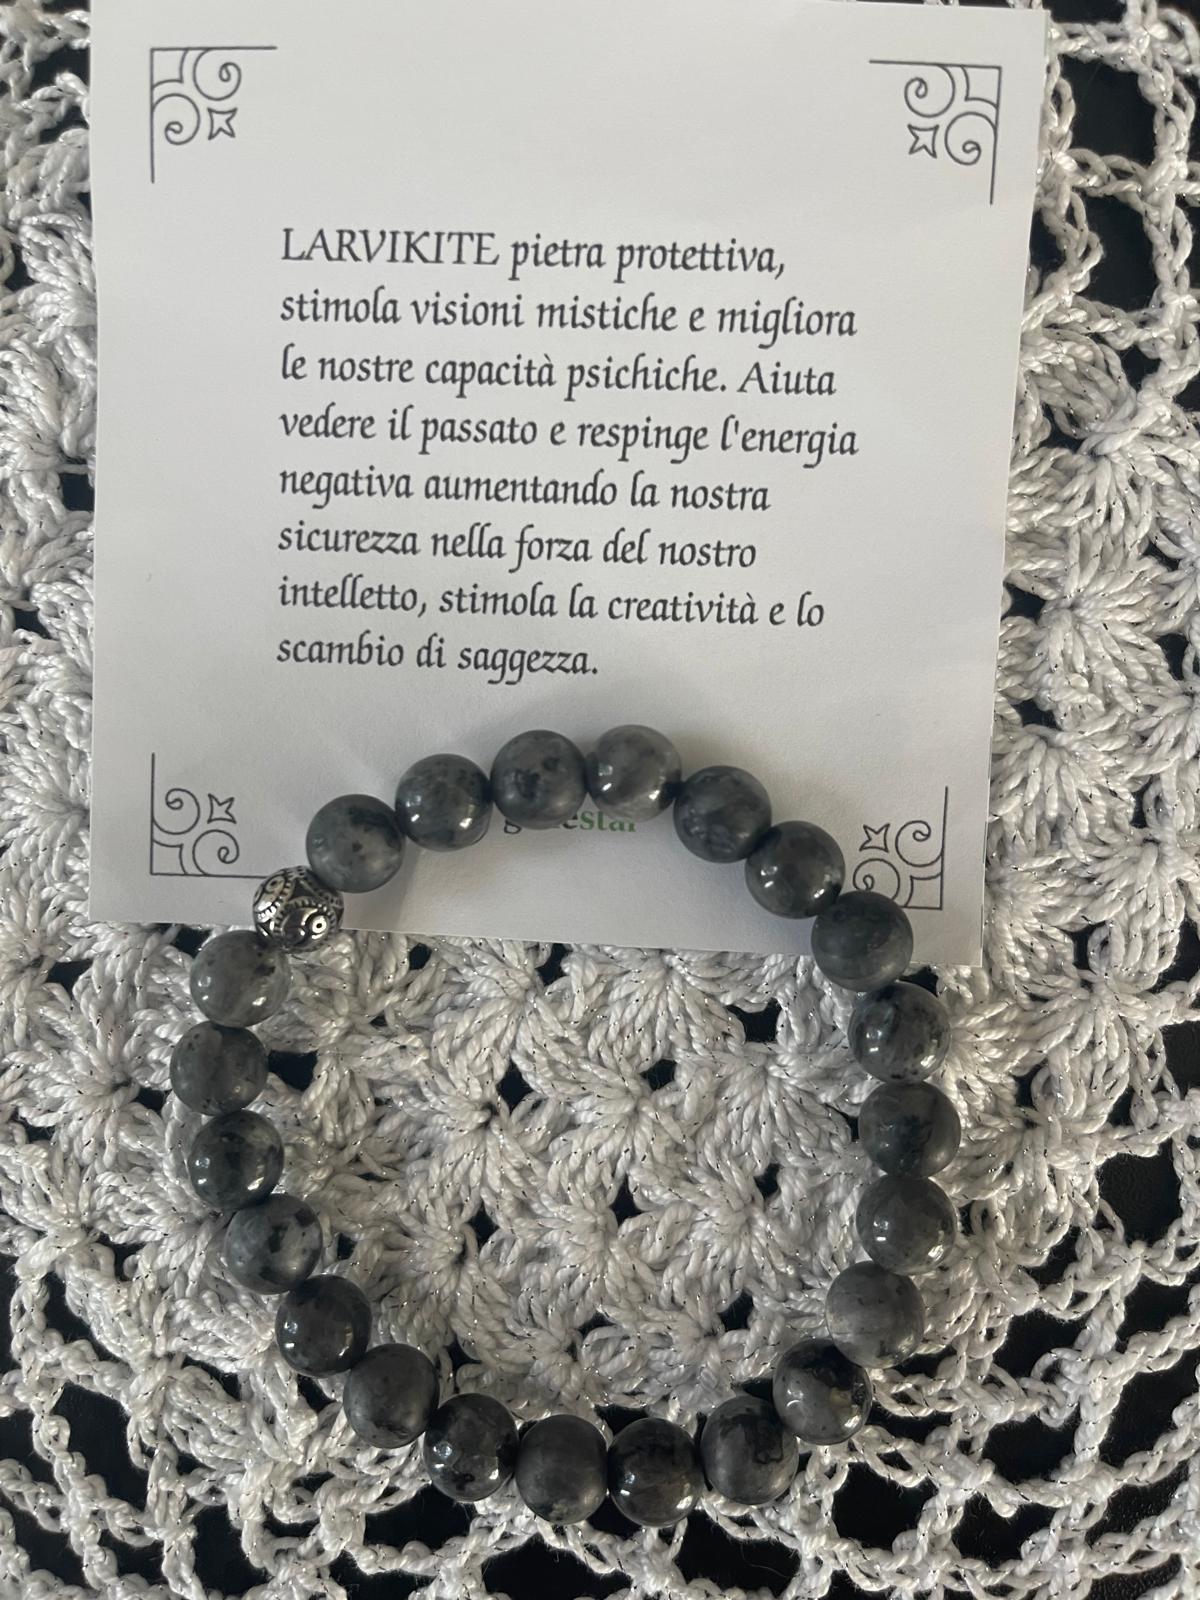 LARVIKITE pietra protettiva,
stimola visioni mistiche e migliora
le nostre capacità psichiche. Aiuta
vedere il passato e respinge l'energia
negativa aumentando la nostra
sicurezza nella forza del nostro
intelletto, stimola la creatività e lo
scambio di saggezza.